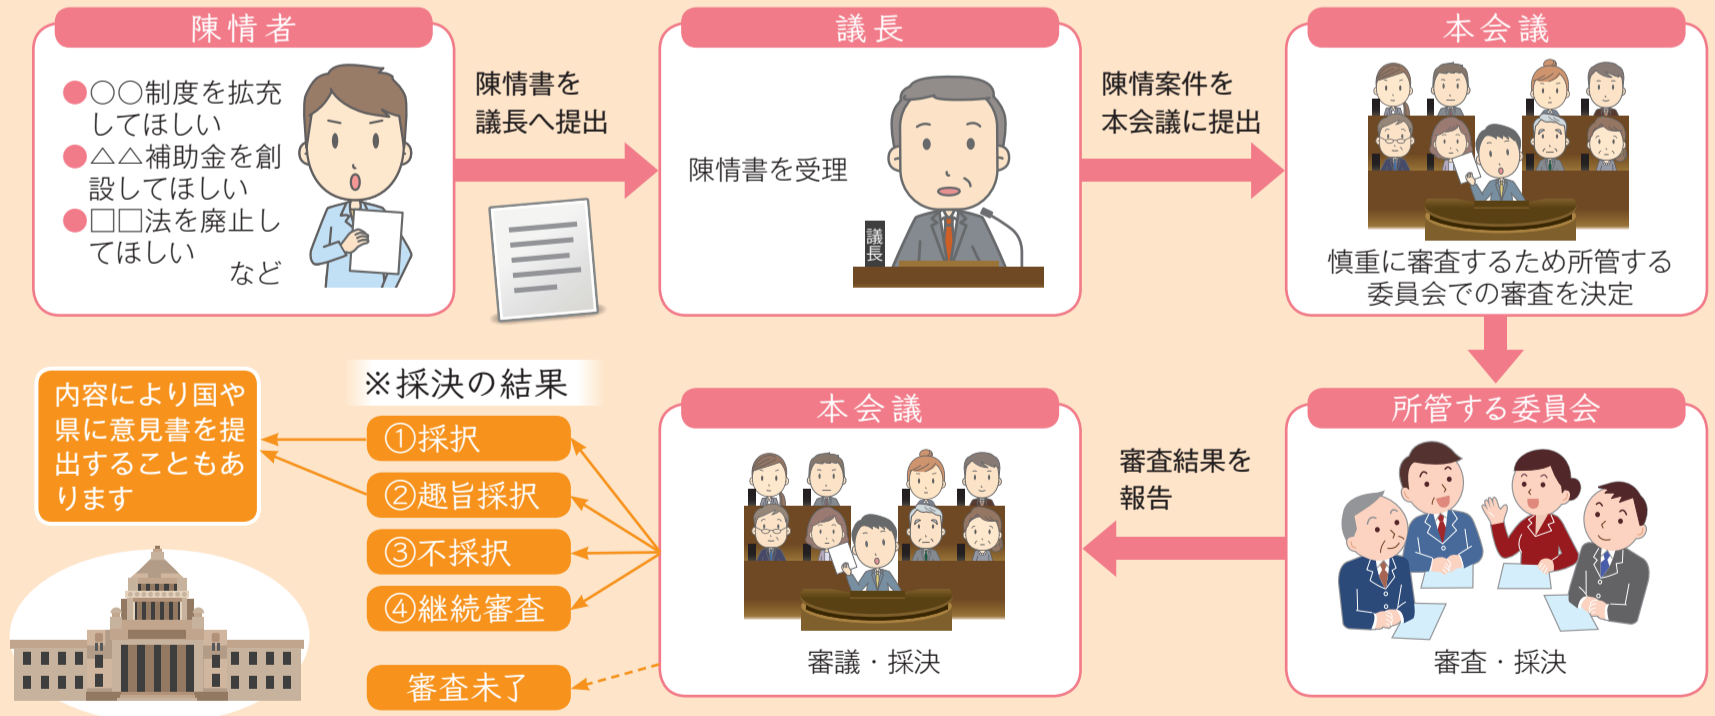 陳情者
●○○制度を拡充
してほしい
●△△補助金を創
設してほしい
●□□法を廃止し
てほしい
など
陳情書を
議長へ提出
議長
陳情書を受理
議長
陳情案件を
本会議に提出
本会議
慎重に審査するため所管する
委員会での審査を決定
所管する委員会
審査・採決
審査結果を
報告
本会議
審議・採決
※採決の結果
①採択
②趣旨採択
③不採択
④継続審査
審査未了
内容により国や
県に意見書を提
出することもあ
ります